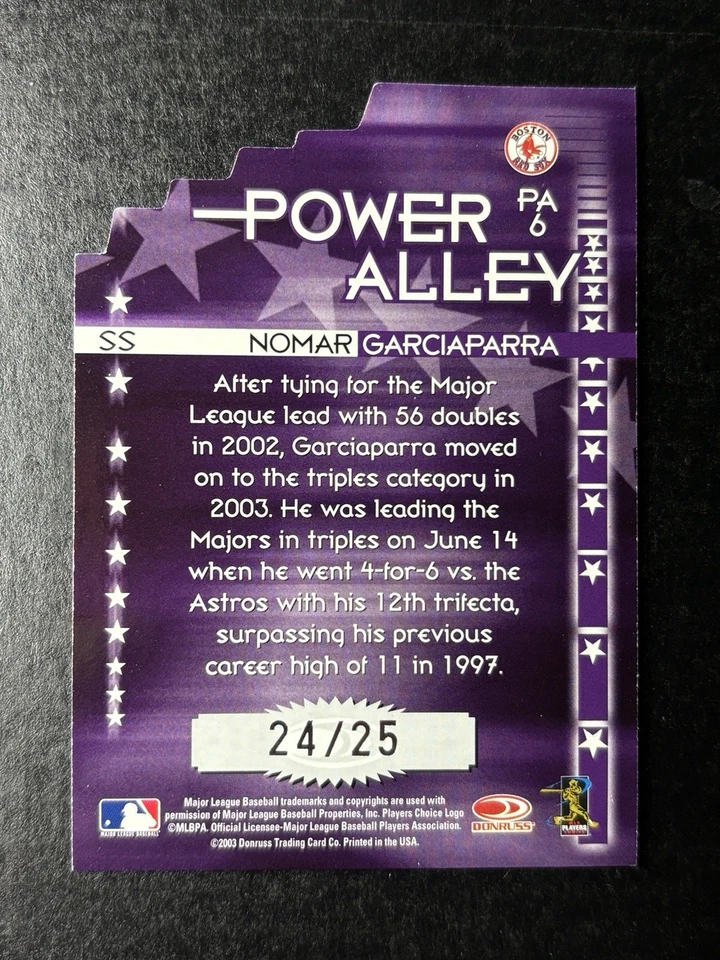 BOSTON
RED SOX
PA
6
POWER
ALLEY
SS NOMAR GARCIAPARRA
After tying for the Major
League lead with 56 doubles
in 2002, Garciaparra moved
on to the triples category in
2003. He was leading the
Majors in triples on June 14
when he went 4-for-6 vs. the
Astros with his 12th trifecta,
surpassing his previous
career high of 11 in 1997.
24/25
Major League Baseball trademarks and copyrights are used with
permission of Major League Baseball Properties, Inc. Players Choice Logo
©MLBPA. Official Licensee-Major League Baseball Players Association.
©2003 Donruss Trading Card Co. Printed in the USA.
MAJOR LEAGUE BASEBALL
DONRUSS
PLAYERS